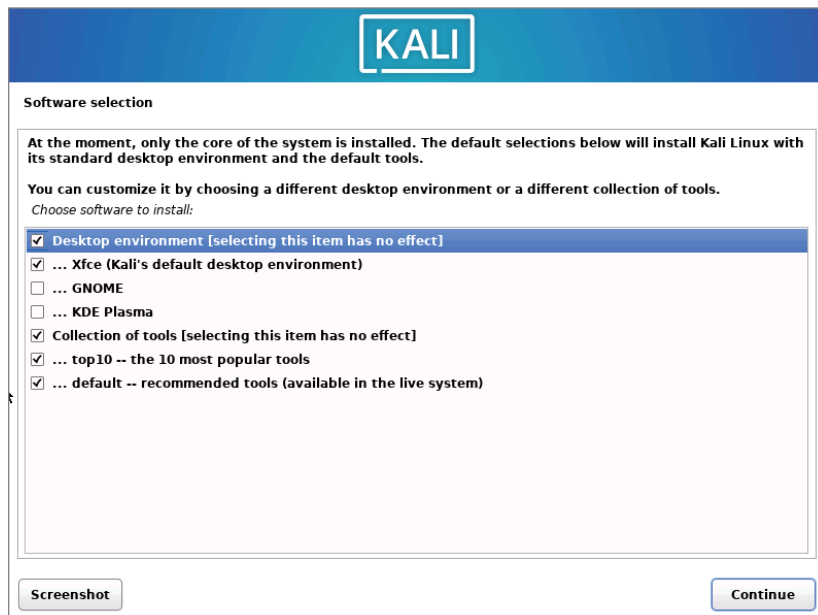 KALI
Software selection
At the moment, only the core of the system is installed. The default selections below will install Kali Linux with
its standard desktop environment and the default tools.
You can customize it by choosing a different desktop environment or a different collection of tools.
Choose software to install:
Desktop environment [selecting this item has no effect]
... Xfce (Kali's default desktop environment)
... GNOME
... KDE Plasma
Collection of tools [selecting this item has no effect]
... top10 -- the 10 most popular tools
... default -- recommended tools (available in the live system)
Screenshot
Continue